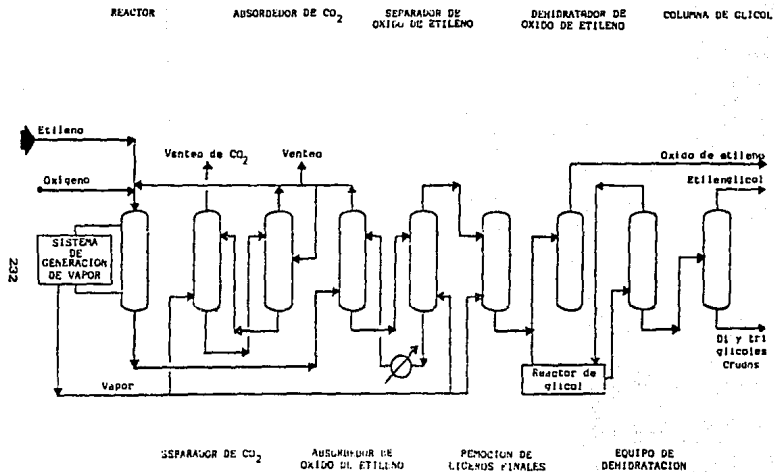 REACTOR
ABSORDEDOR DE CO2
SEPARADOR DE
OXIDO DE ETILENO
DEHIDRATADOR DE
OXIDO DE ETILENO
COLUMNA DE GLICOL
Etileno
Oxigeno
Venteo de CO2
Venteo
Oxido de etileno
Etilenglicol
SISTEMA
DE
GENERACION
DE VAPOR
232
Vapor
Reactor de
glicol
Di y tri
glicoles
Crudos
SEPARADOR DE CO2
ABSORDEDOR DE
OXIDO DE ETILENO
REMOCION DE
LIGEROS FINALES
EQUIPO DE
DEHIDRATACION